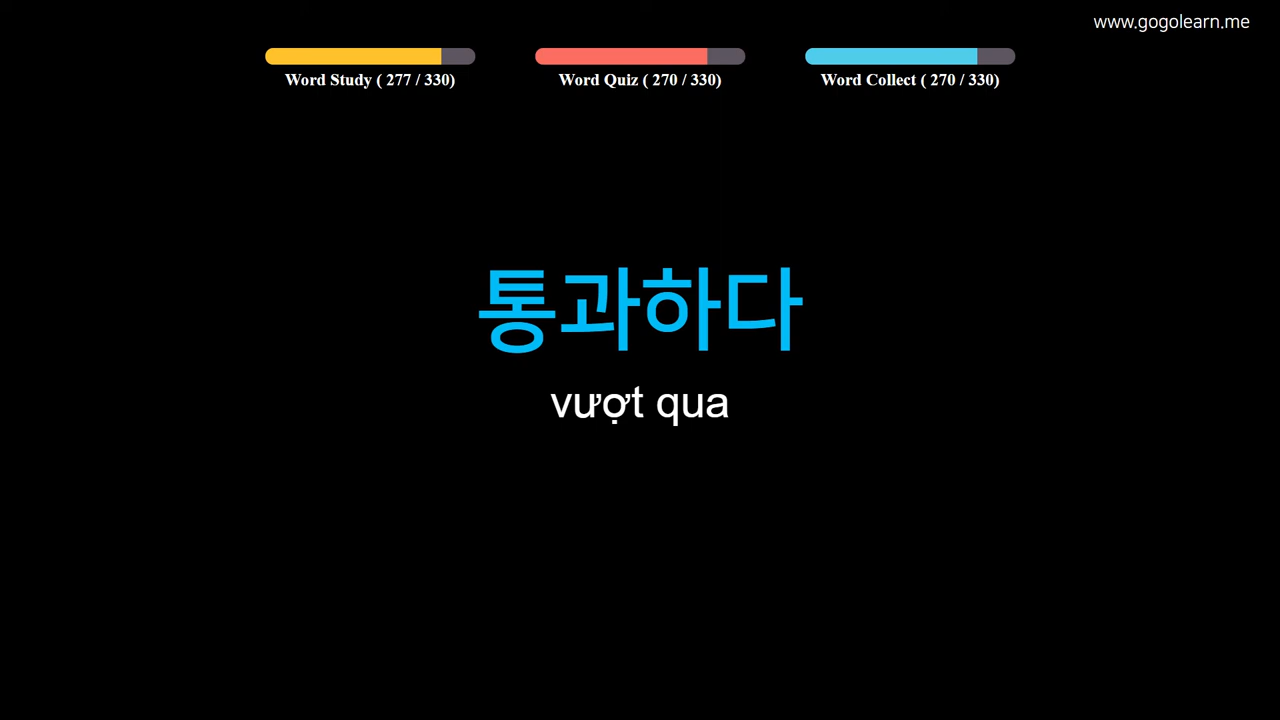 www.gogolearn.me
Word Study ( 277 / 330)
Word Quiz ( 270 / 330)
Word Collect ( 270 / 330)
통과하다
vượt qua